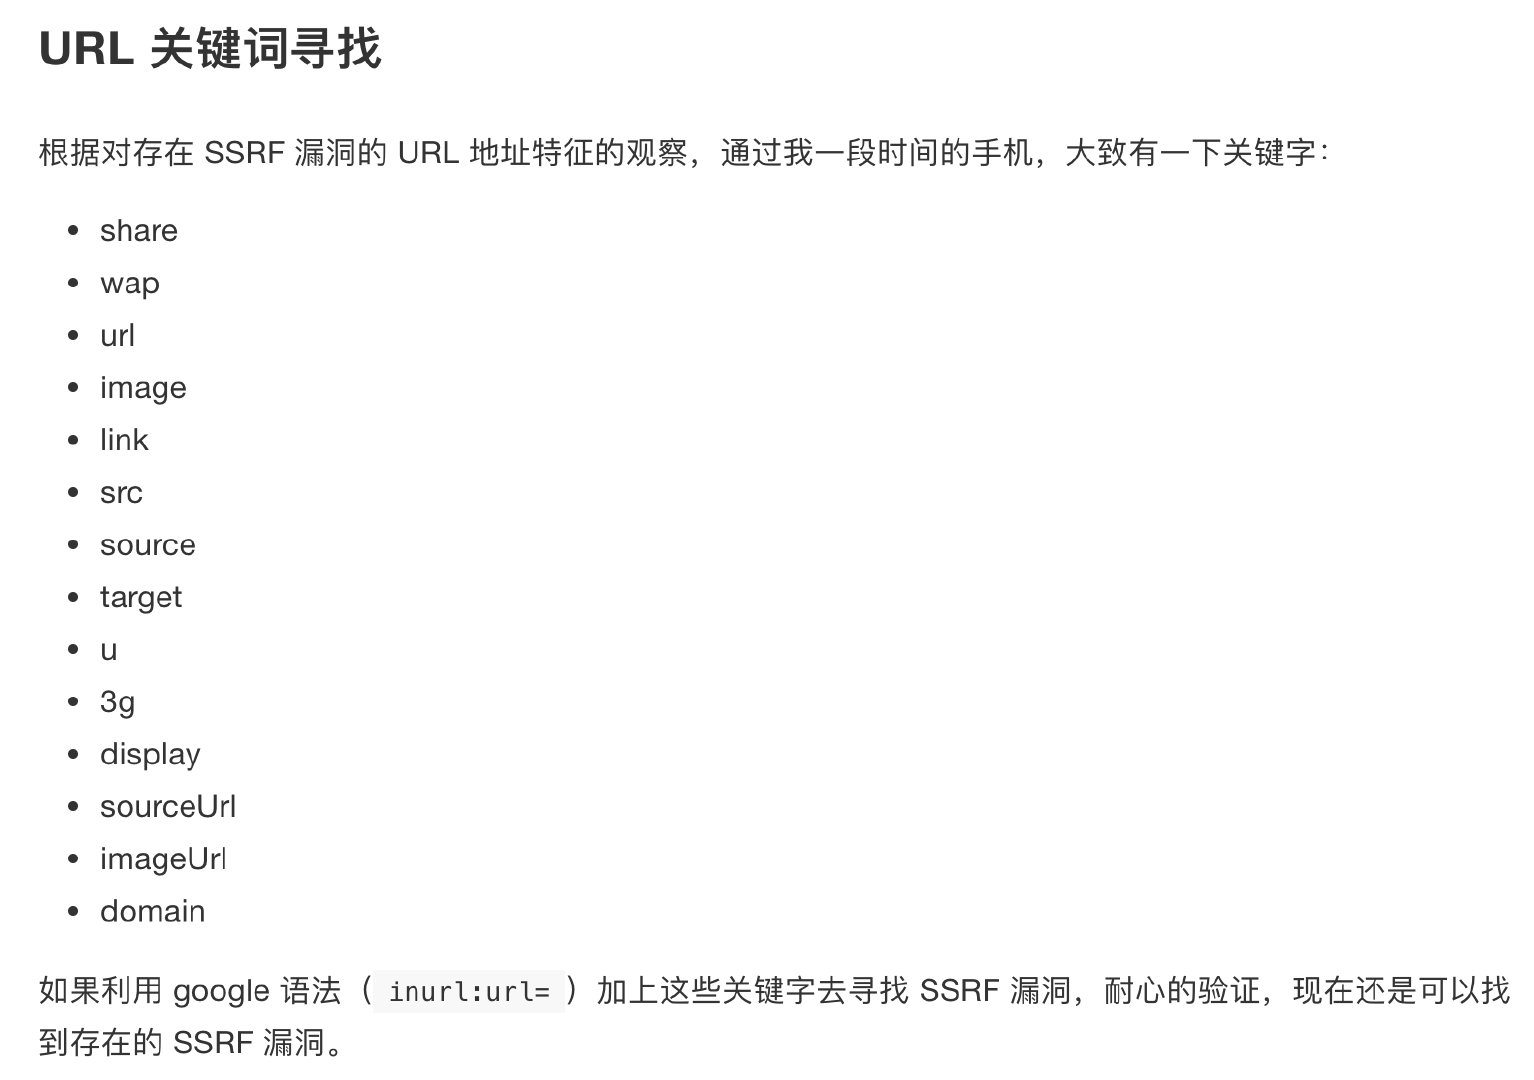 URL 关键词寻找
根据对存在 SSRF 漏洞的 URL 地址特征的观察，通过我一段时间的手机，大致有一下关键字：
• share
• wap
• url
• image
• link
• src
• source
• target
• u
• 3g
• display
• sourceUrl
• imageUrl
• domain
如果利用 google 语法（ inurl:url= ）加上这些关键字去寻找 SSRF 漏洞，耐心的验证，现在还是可以找
到存在的 SSRF 漏洞。